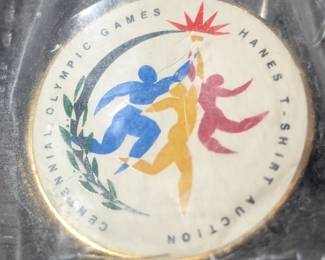 CENTENNIAL OLYMPIC GAMES
HANES T-SHIRT AUCTION